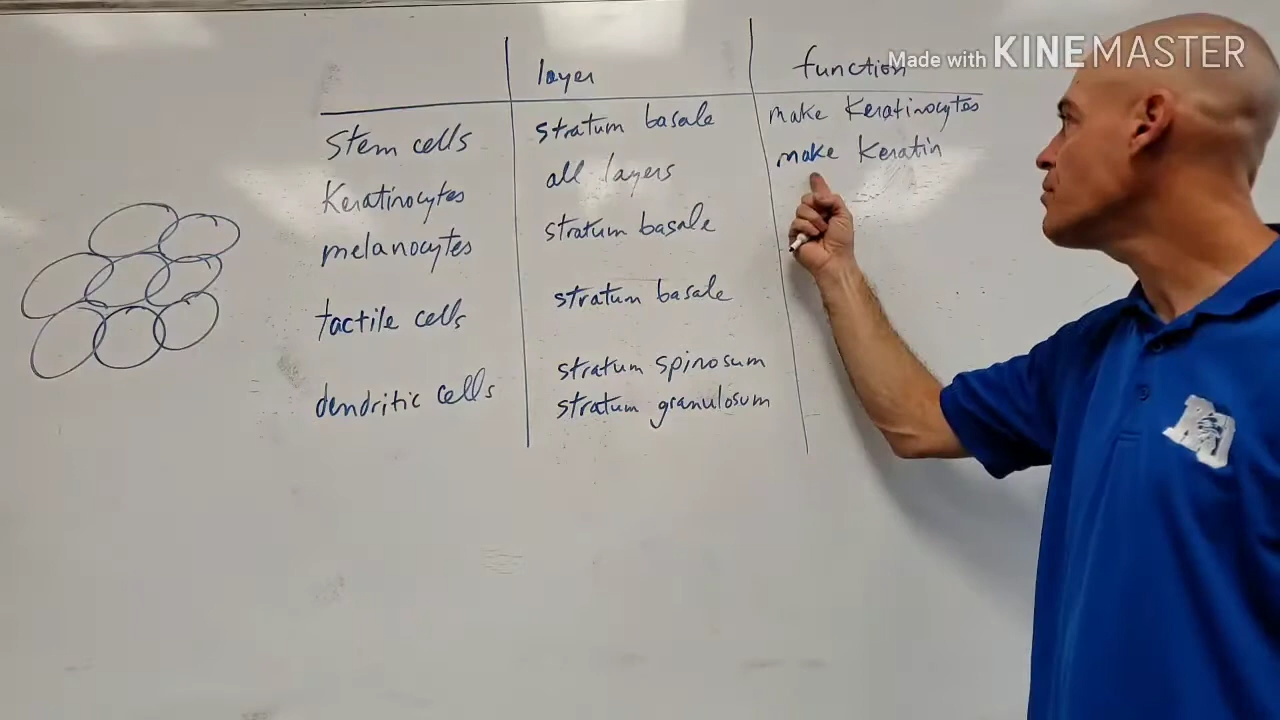 Made with KINEMASTER
layer function
Stem cells stratum basale make Keratinocytes
Keratinocytes all layers make Keratin
melanocytes stratum basale
tactile cells stratum basale
dendritic cells stratum spinosum
stratum granulosum